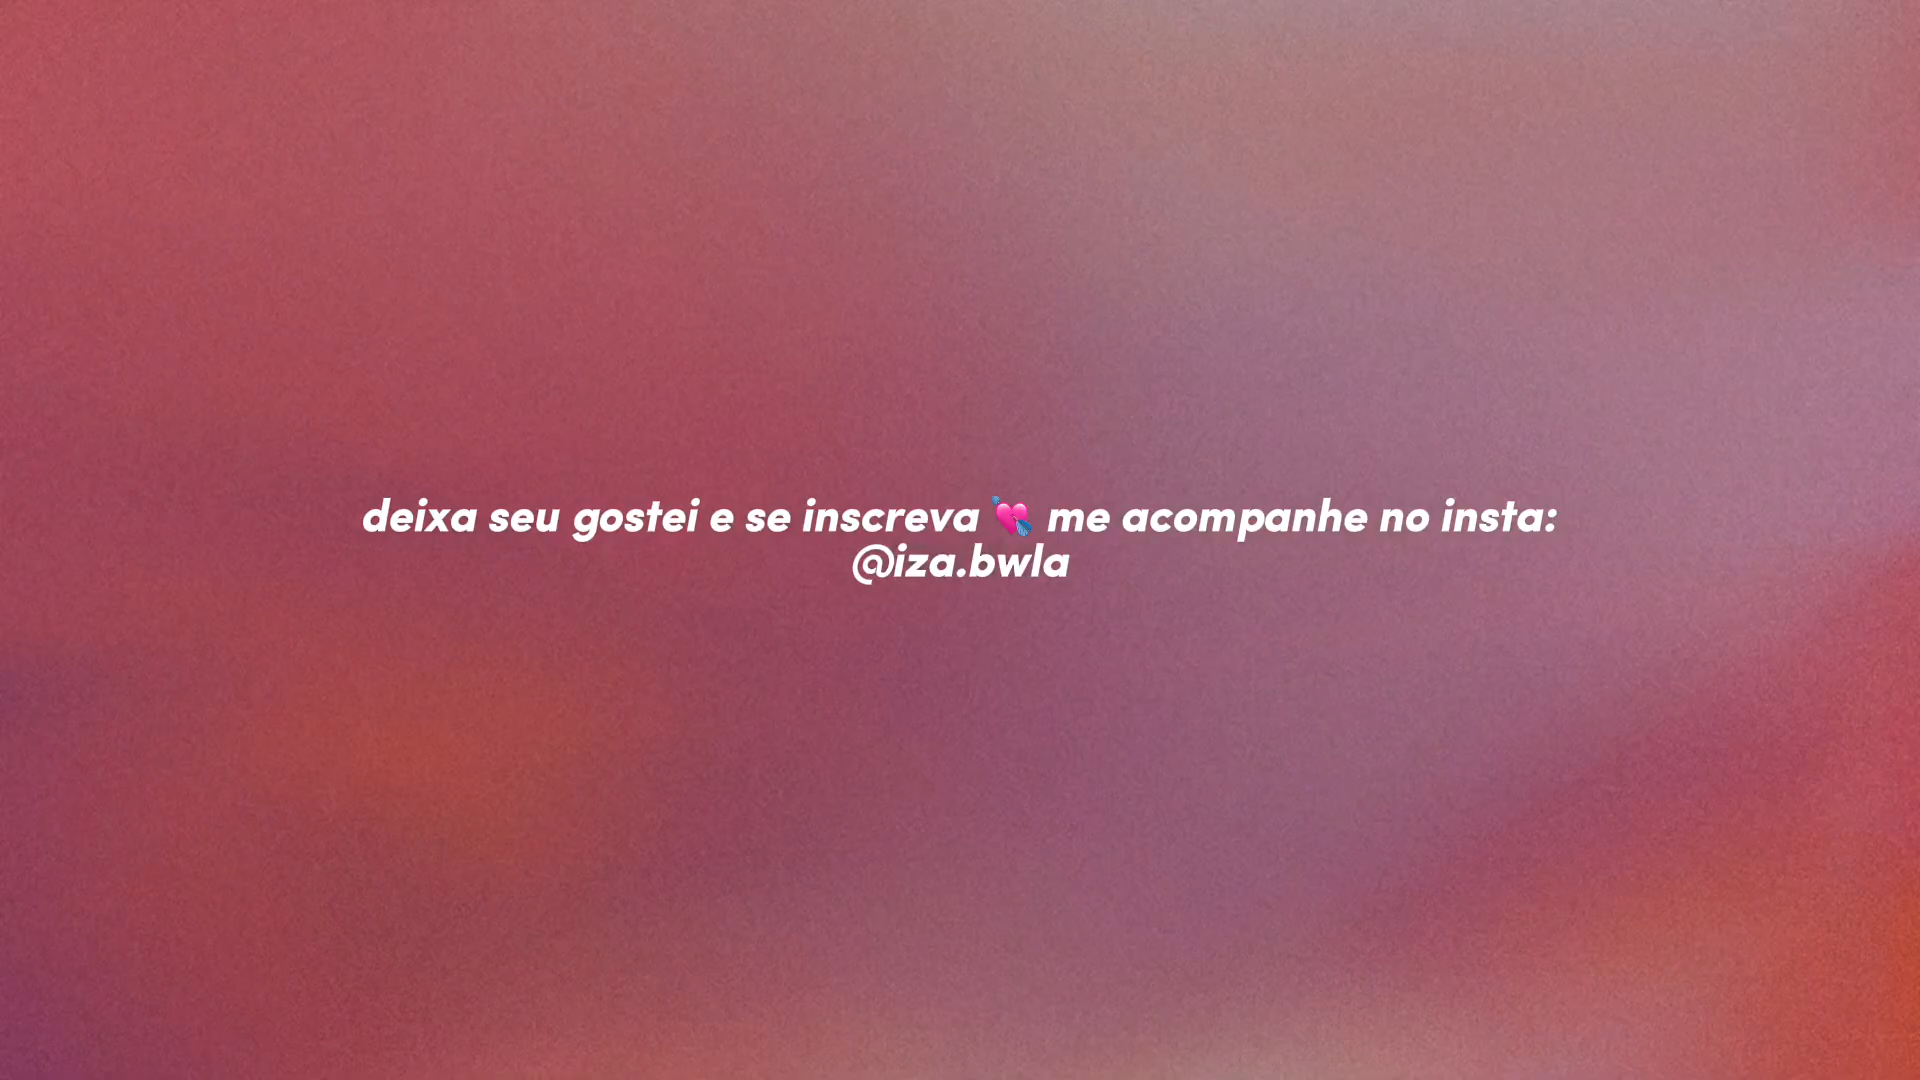 deixa seu gostei e se inscreva 💘 me acompanhe no insta:
@iza.bwla